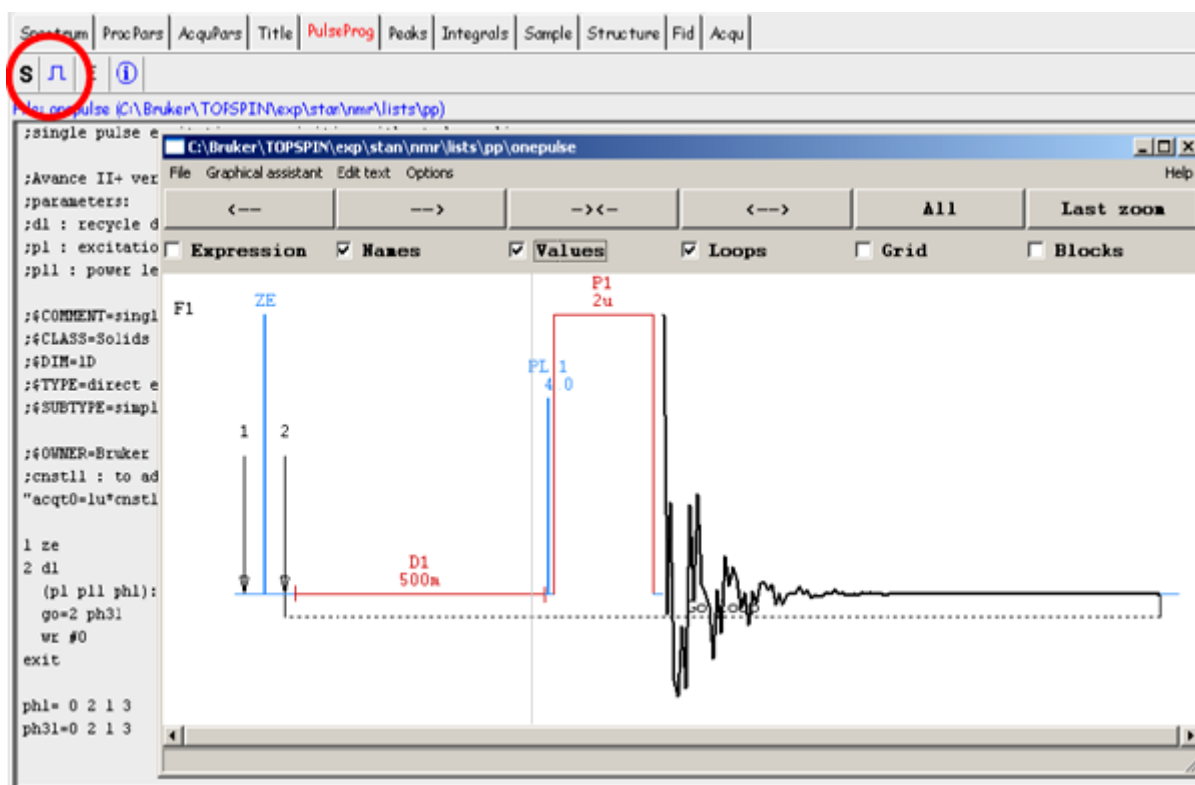 Spectrum ProcPars AcquPars Title PulseProg Peaks Integrals Sample Structure Fid Acqu
S
File: onepulse (C:\Bruker\TOPSPIN\exp\stan\nmr\lists\pp)
;single pulse e
C:\Bruker\TOPSPIN\exp\stan\nmr\lists\pp\onepulse
;Avance II+ ver
File Graphical assistant Edit text Options Help
;parameters:
<-- --> -><- <--> All Last zoom
;d1 : recycle d
;p1 : excitatio
Expression Names Values Loops Grid Blocks
;pl1 : power le
F1
ZE
P1
2u
;$COMMENT=singl
;$CLASS=Solids
;$DIM=1D
PL 1
4.0
;$TYPE=direct e
;$SUBTYPE=simpl
1 2
;$OWNER=Bruker
;cnst11 : to ad
"acqt0=1u*cnst1
1 ze
2 d1
D1
500m
(p1 pl1 ph1):
go=2 ph31
wr #0
exit
ph1= 0 2 1 3
ph31=0 2 1 3